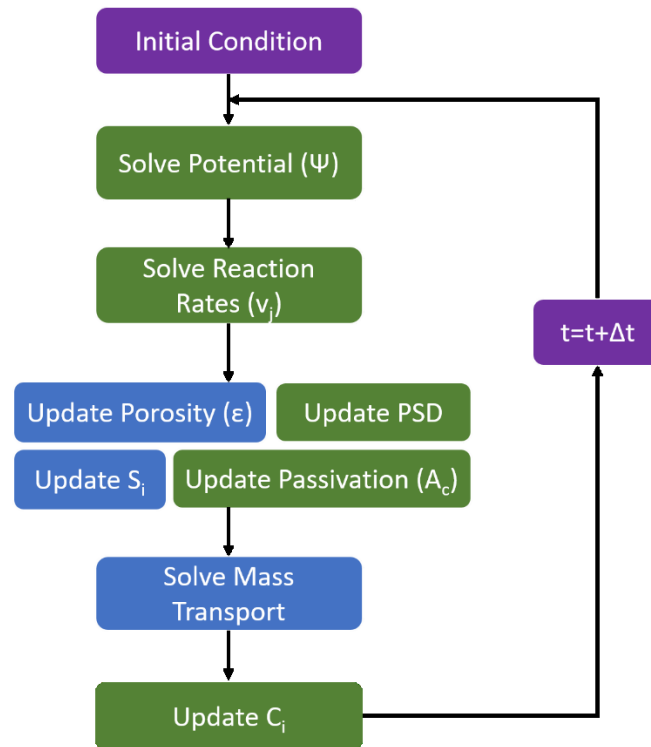 Initial Condition
Solve Potential (Ψ)
Solve Reaction
Rates (vⱼ)
t=t+Δt
Update Porosity (ε)
Update PSD
Update Sᵢ
Update Passivation (A_c)
Solve Mass
Transport
Update Cᵢ